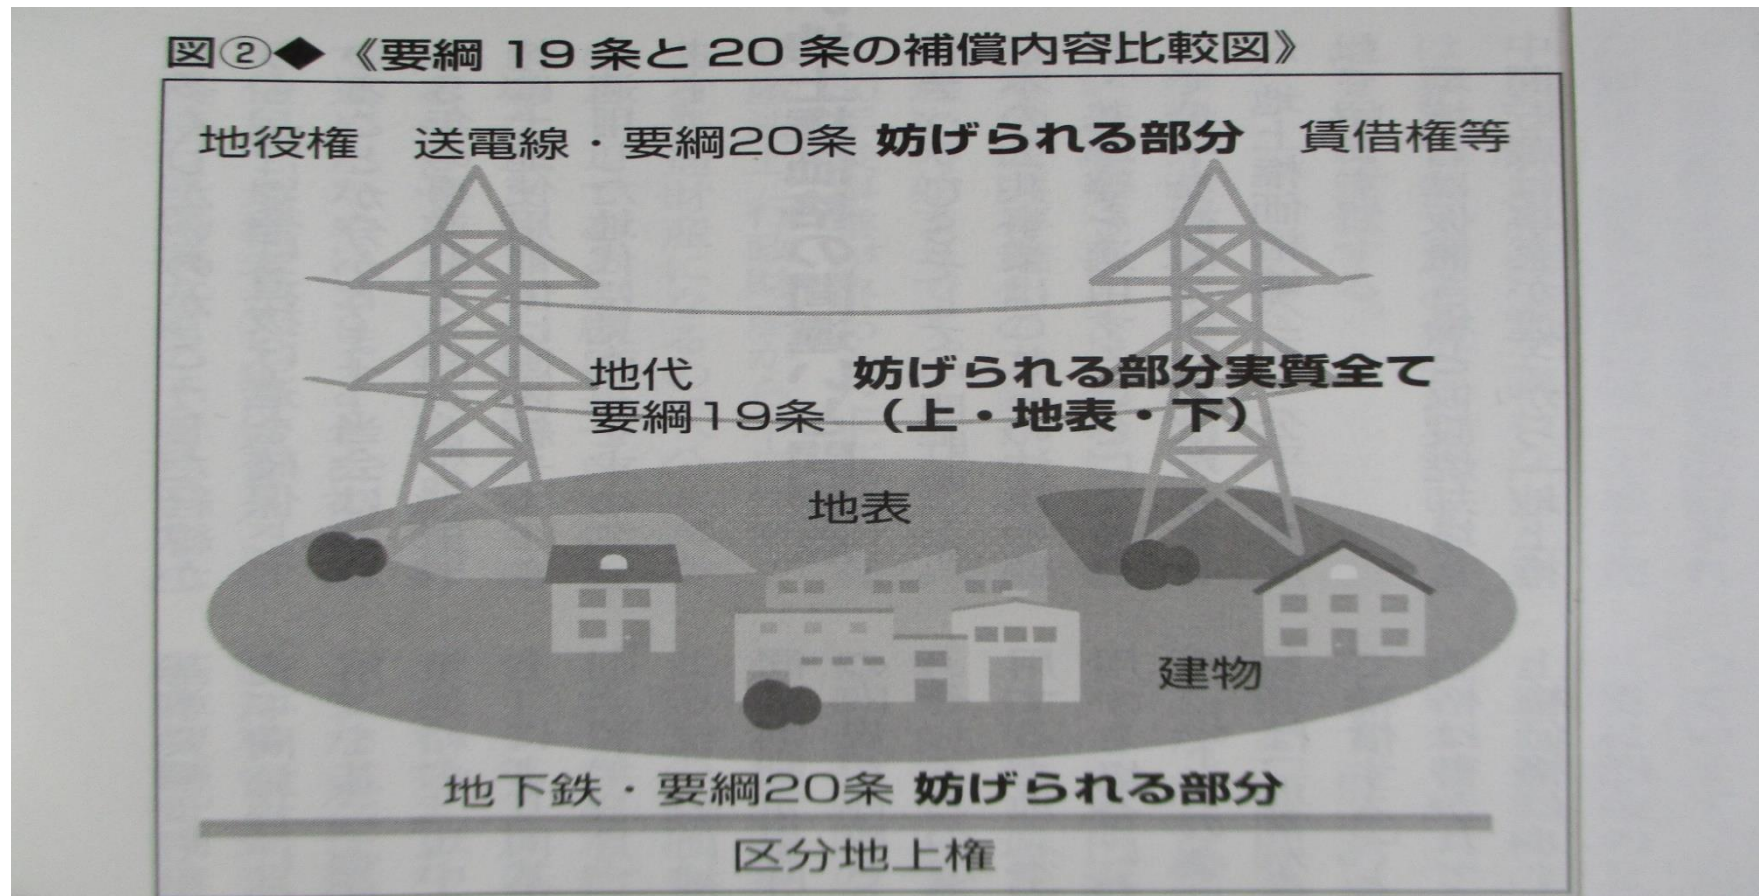 図②◆《要綱 19 条と 20 条の補償内容比較図》
地役権 送電線・要綱20条 妨げられる部分 賃借権等
地代 妨げられる部分実質全て
要綱19条 (上・地表・下)
地表
建物
地下鉄・要綱20条 妨げられる部分
区分地上権